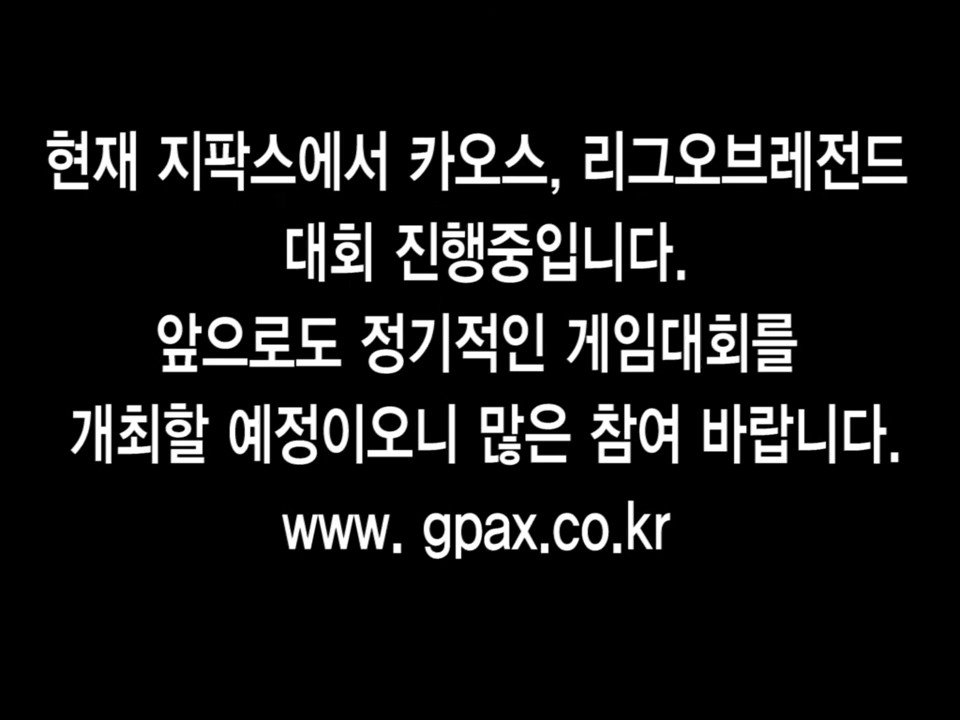 현재 지팍스에서 카오스, 리그오브레전드
대회 진행중입니다.
앞으로도 정기적인 게임대회를
개최할 예정이오니 많은 참여 바랍니다.
www. gpax.co.kr